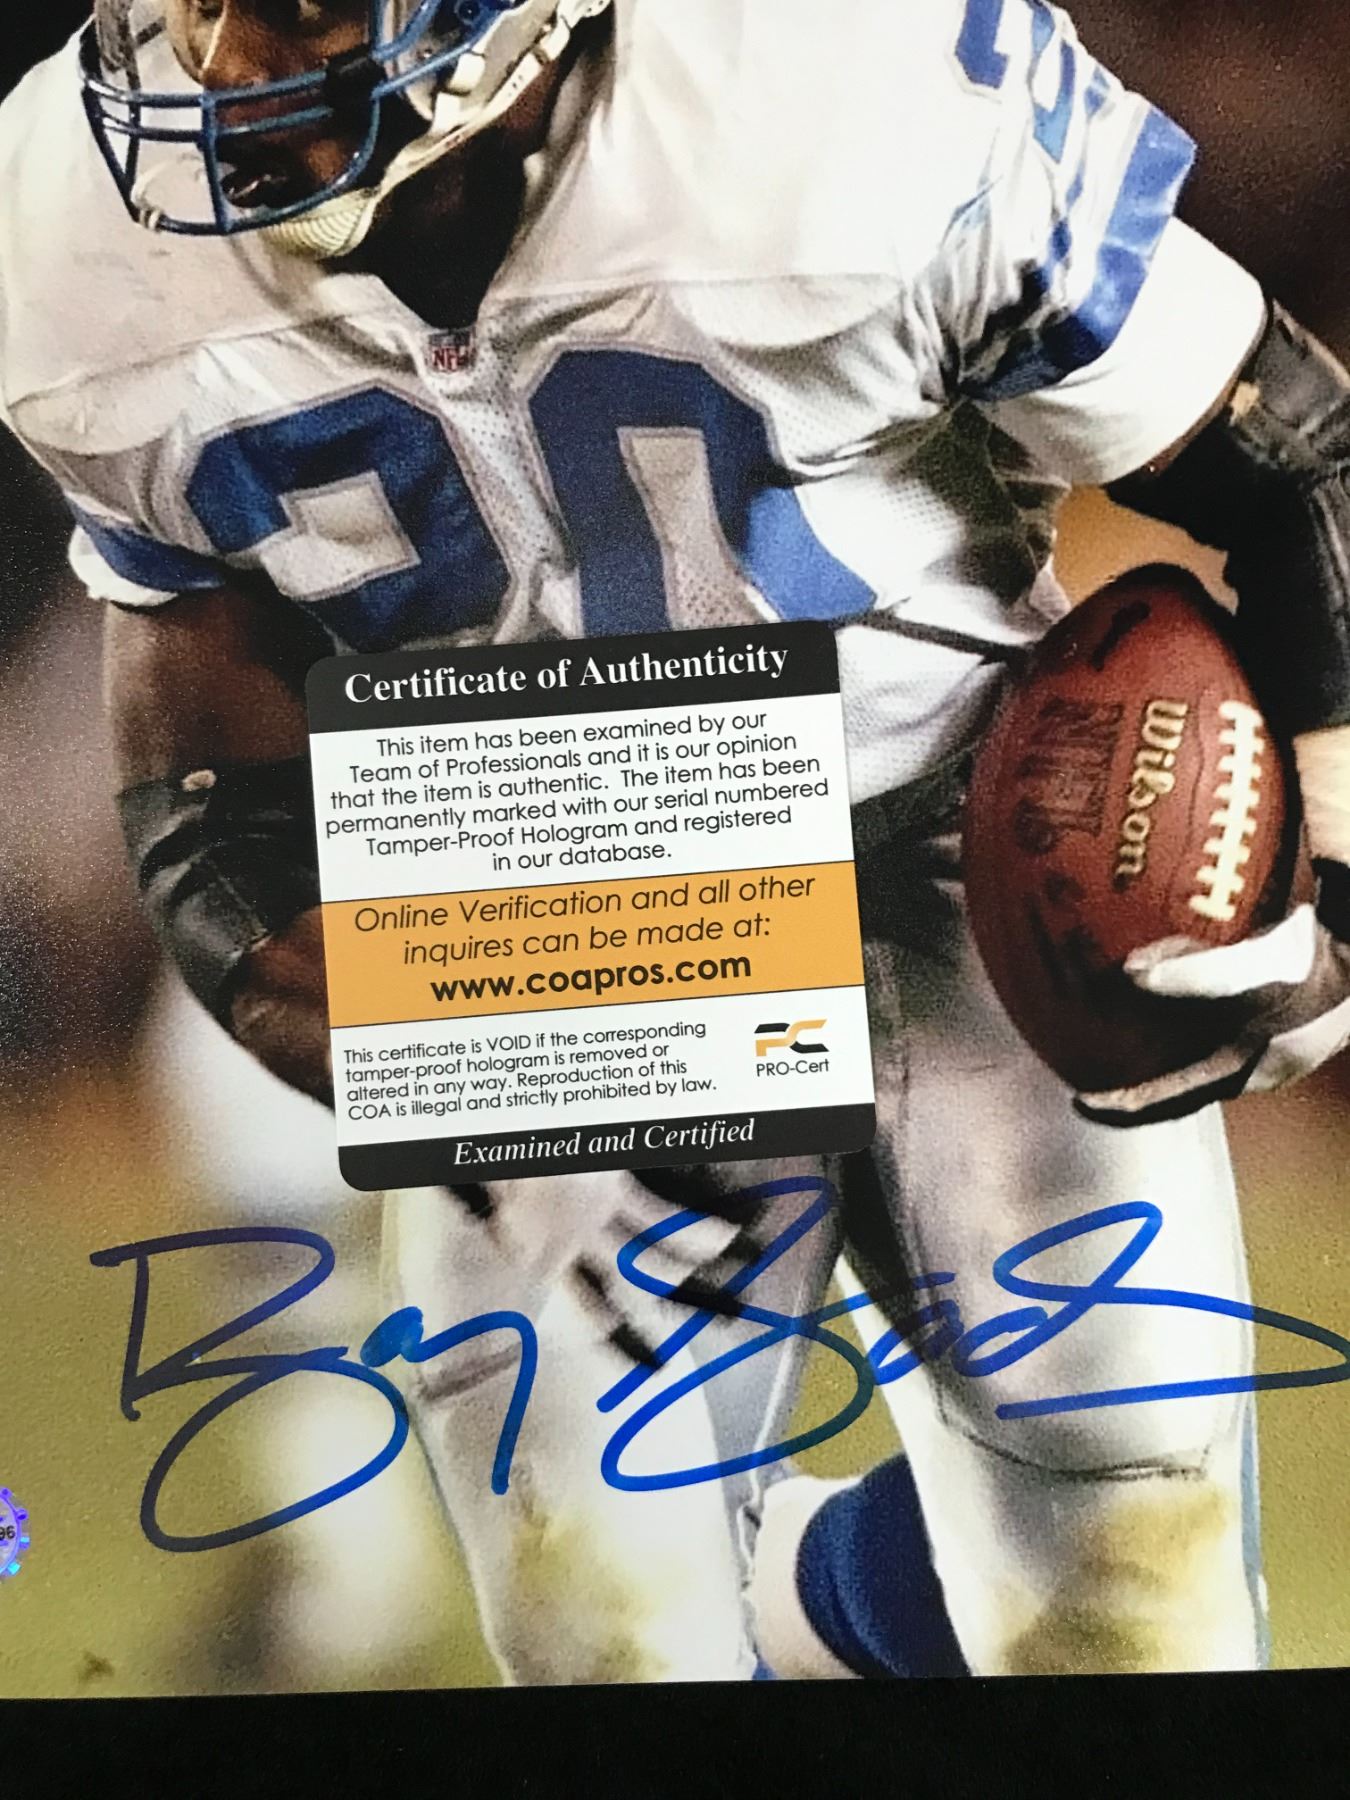 NFL
20
Wilson
NFL
Certificate of Authenticity
This item has been examined by our
Team of Professionals and it is our opinion
that the item is authentic. The item has been
permanently marked with our serial numbered
Tamper-Proof Hologram and registered
in our database.
Online Verification and all other
inquires can be made at:
www.coapros.com
This certificate is VOID if the corresponding
tamper-proof hologram is removed or
altered in any way. Reproduction of this
COA is illegal and strictly prohibited by law.
PC
PRO-Cert
Examined and Certified
Barry Sanders
96